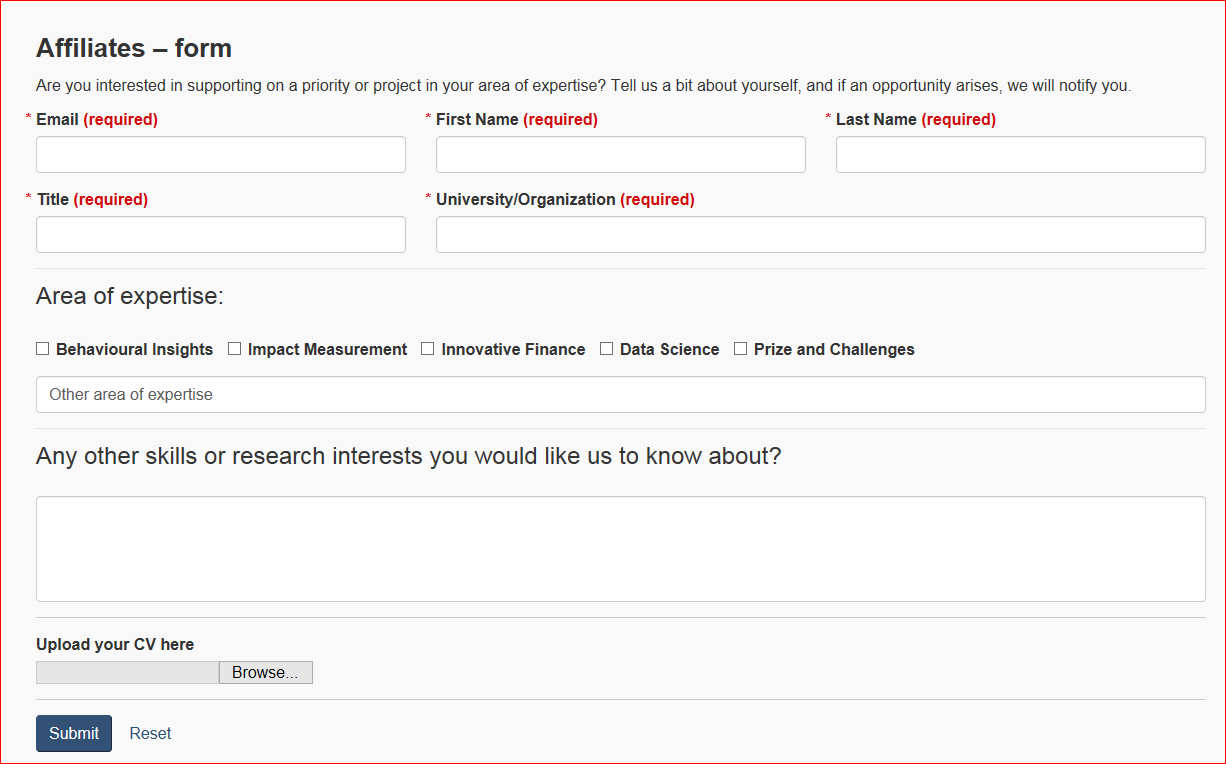 Affiliates – form
Are you interested in supporting on a priority or project in your area of expertise? Tell us a bit about yourself, and if an opportunity arises, we will notify you.
* Email (required) * First Name (required) * Last Name (required)
* Title (required) * University/Organization (required)
Area of expertise:
Behavioural Insights Impact Measurement Innovative Finance Data Science Prize and Challenges
Other area of expertise
Any other skills or research interests you would like us to know about?
Upload your CV here
Browse...
Submit Reset